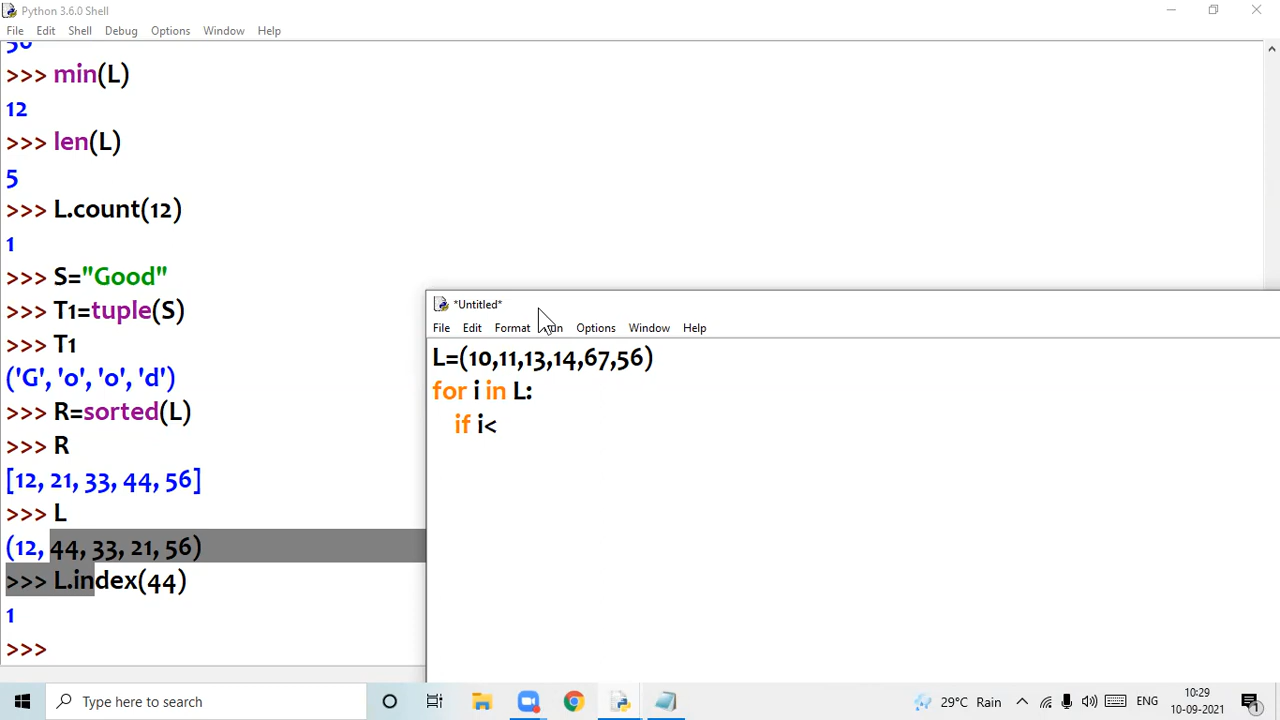 Python 3.6.0 Shell
File Edit Shell Debug Options Window Help
>>> min(L)
12
>>> len(L)
5
>>> L.count(12)
1
>>> S="Good"
>>> T1=tuple(S)
>>> T1
('G', 'o', 'o', 'd')
>>> R=sorted(L)
>>> R
[12, 21, 33, 44, 56]
>>> L
(12, 44, 33, 21, 56)
>>> L.index(44)
1
>>>
*Untitled*
File Edit Format Run Options Window Help
L=(10,11,13,14,67,56)
for i in L:
if i<
Type here to search
29°C Rain
ENG
10:29
10-09-2021
1